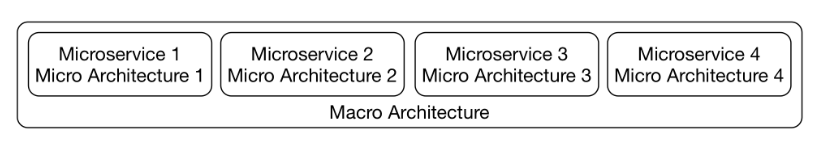 Microservice 1
Micro Architecture 1
Microservice 2
Micro Architecture 2
Microservice 3
Micro Architecture 3
Microservice 4
Micro Architecture 4
Macro Architecture